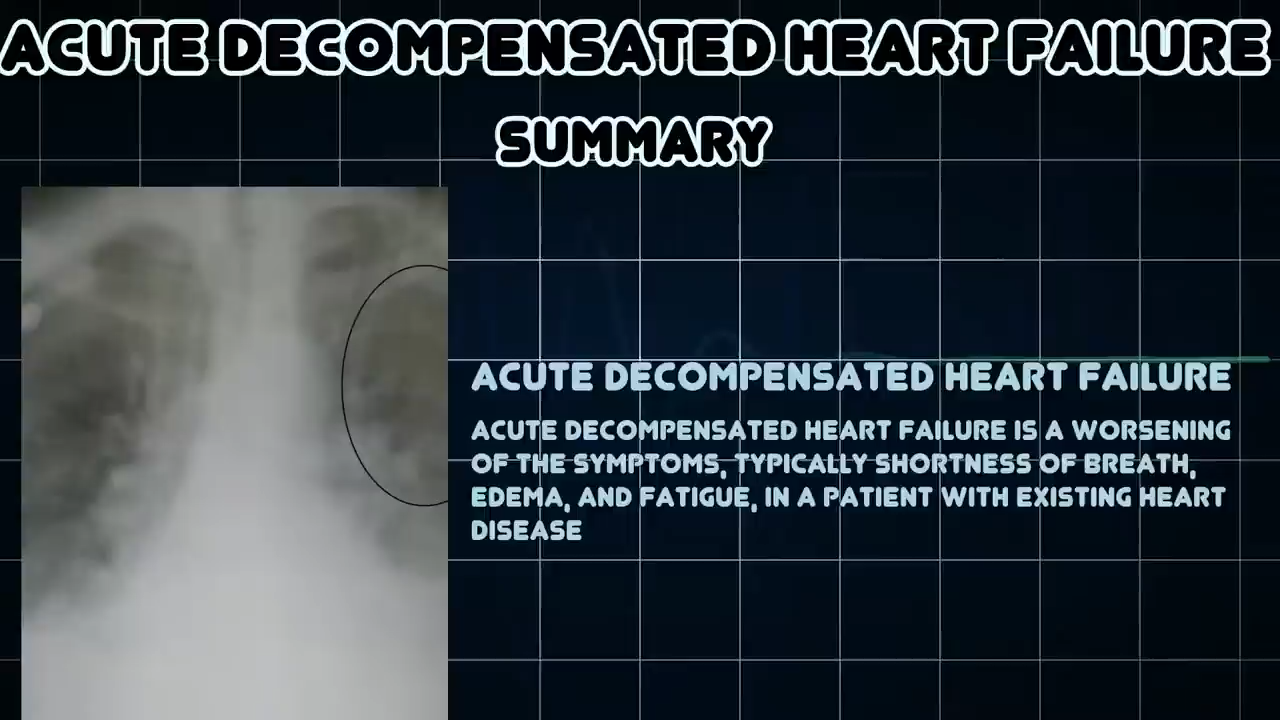 ACUTE DECOMPENSATED HEART FAILURE
SUMMARY
ACUTE DECOMPENSATED HEART FAILURE
ACUTE DECOMPENSATED HEART FAILURE IS A WORSENING
OF THE SYMPTOMS, TYPICALLY SHORTNESS OF BREATH,
EDEMA, AND FATIGUE, IN A PATIENT WITH EXISTING HEART
DISEASE